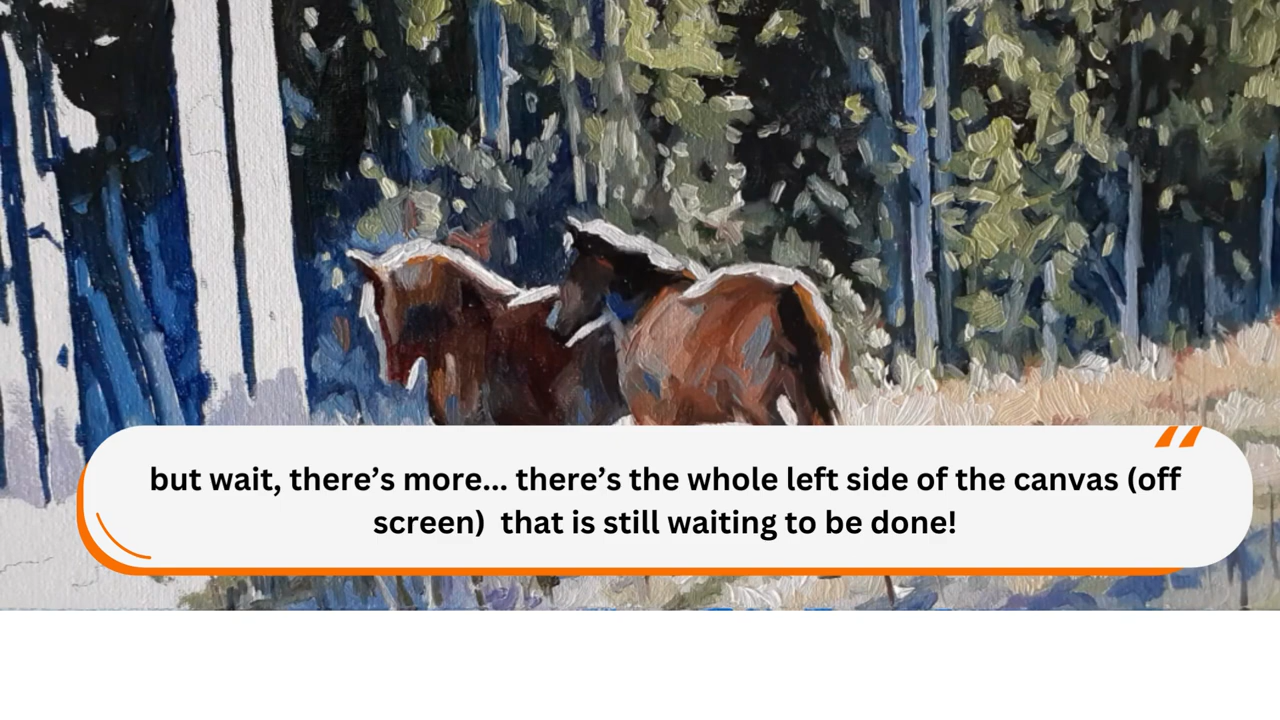 but wait, there’s more... there’s the whole left side of the canvas (off
screen)  that is still waiting to be done!